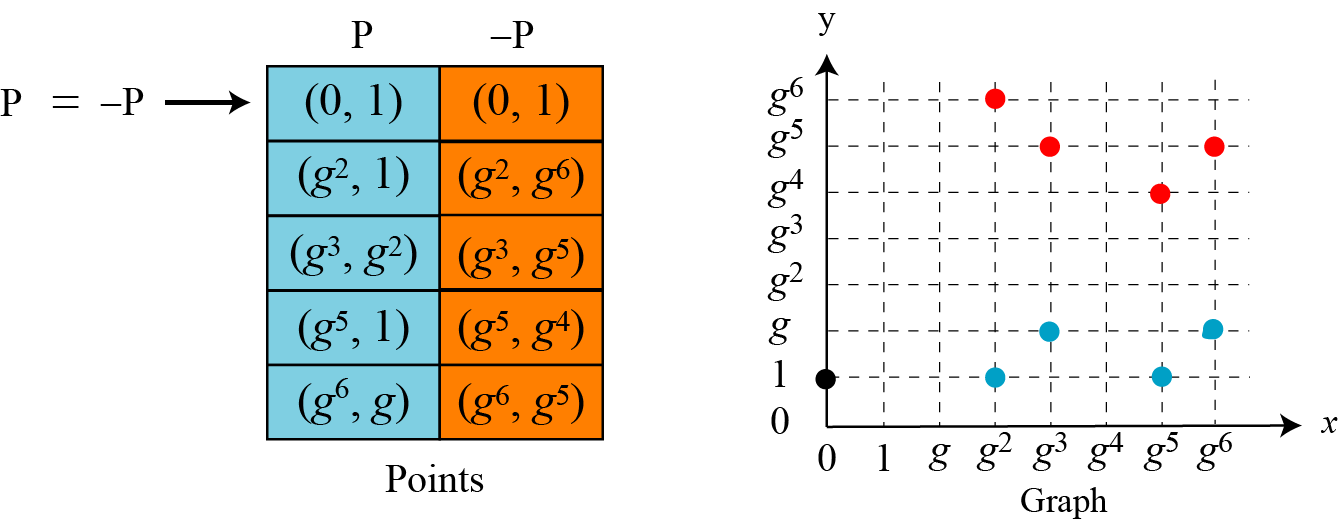 P –P
P = –P
(0, 1) (0, 1)
(g², 1) (g², g⁶)
(g³, g²) (g³, g⁵)
(g⁵, 1) (g⁵, g⁴)
(g⁶, g) (g⁶, g⁵)
Points
y
g⁶
g⁵
g⁴
g³
g²
g
1
0
x
0 1 g g² g³ g⁴ g⁵ g⁶
Graph